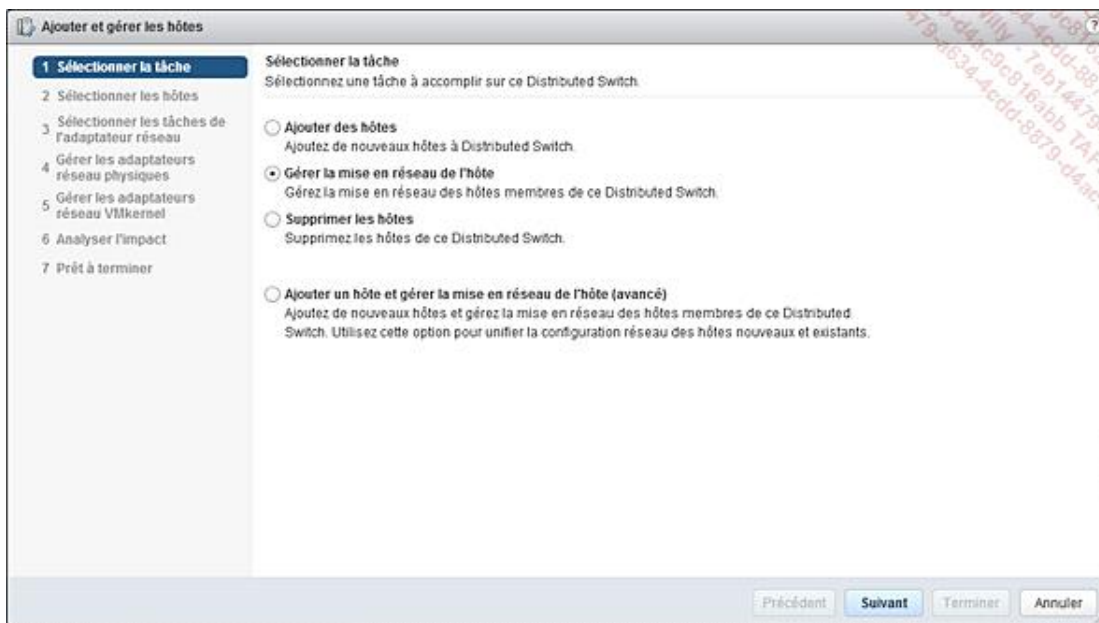 Ajouter et gérer les hôtes
?
1 Sélectionner la tâche
2 Sélectionner les hôtes
3 Sélectionner les tâches de
l'adaptateur réseau
4 Gérer les adaptateurs
réseau physiques
5 Gérer les adaptateurs
réseau VMkernel
6 Analyser l'impact
7 Prêt à terminer
Sélectionner la tâche
Sélectionnez une tâche à accomplir sur ce Distributed Switch.
Ajouter des hôtes
Ajoutez de nouveaux hôtes à Distributed Switch.
Gérer la mise en réseau de l'hôte
Gérez la mise en réseau des hôtes membres de ce Distributed Switch.
Supprimer les hôtes
Supprimez les hôtes de ce Distributed Switch.
Ajouter un hôte et gérer la mise en réseau de l'hôte (avancé)
Ajoutez de nouveaux hôtes et gérez la mise en réseau des hôtes membres de ce Distributed
Switch. Utilisez cette option pour unifier la configuration réseau des hôtes nouveaux et existants.
Précédent
Suivant
Terminer
Annuler